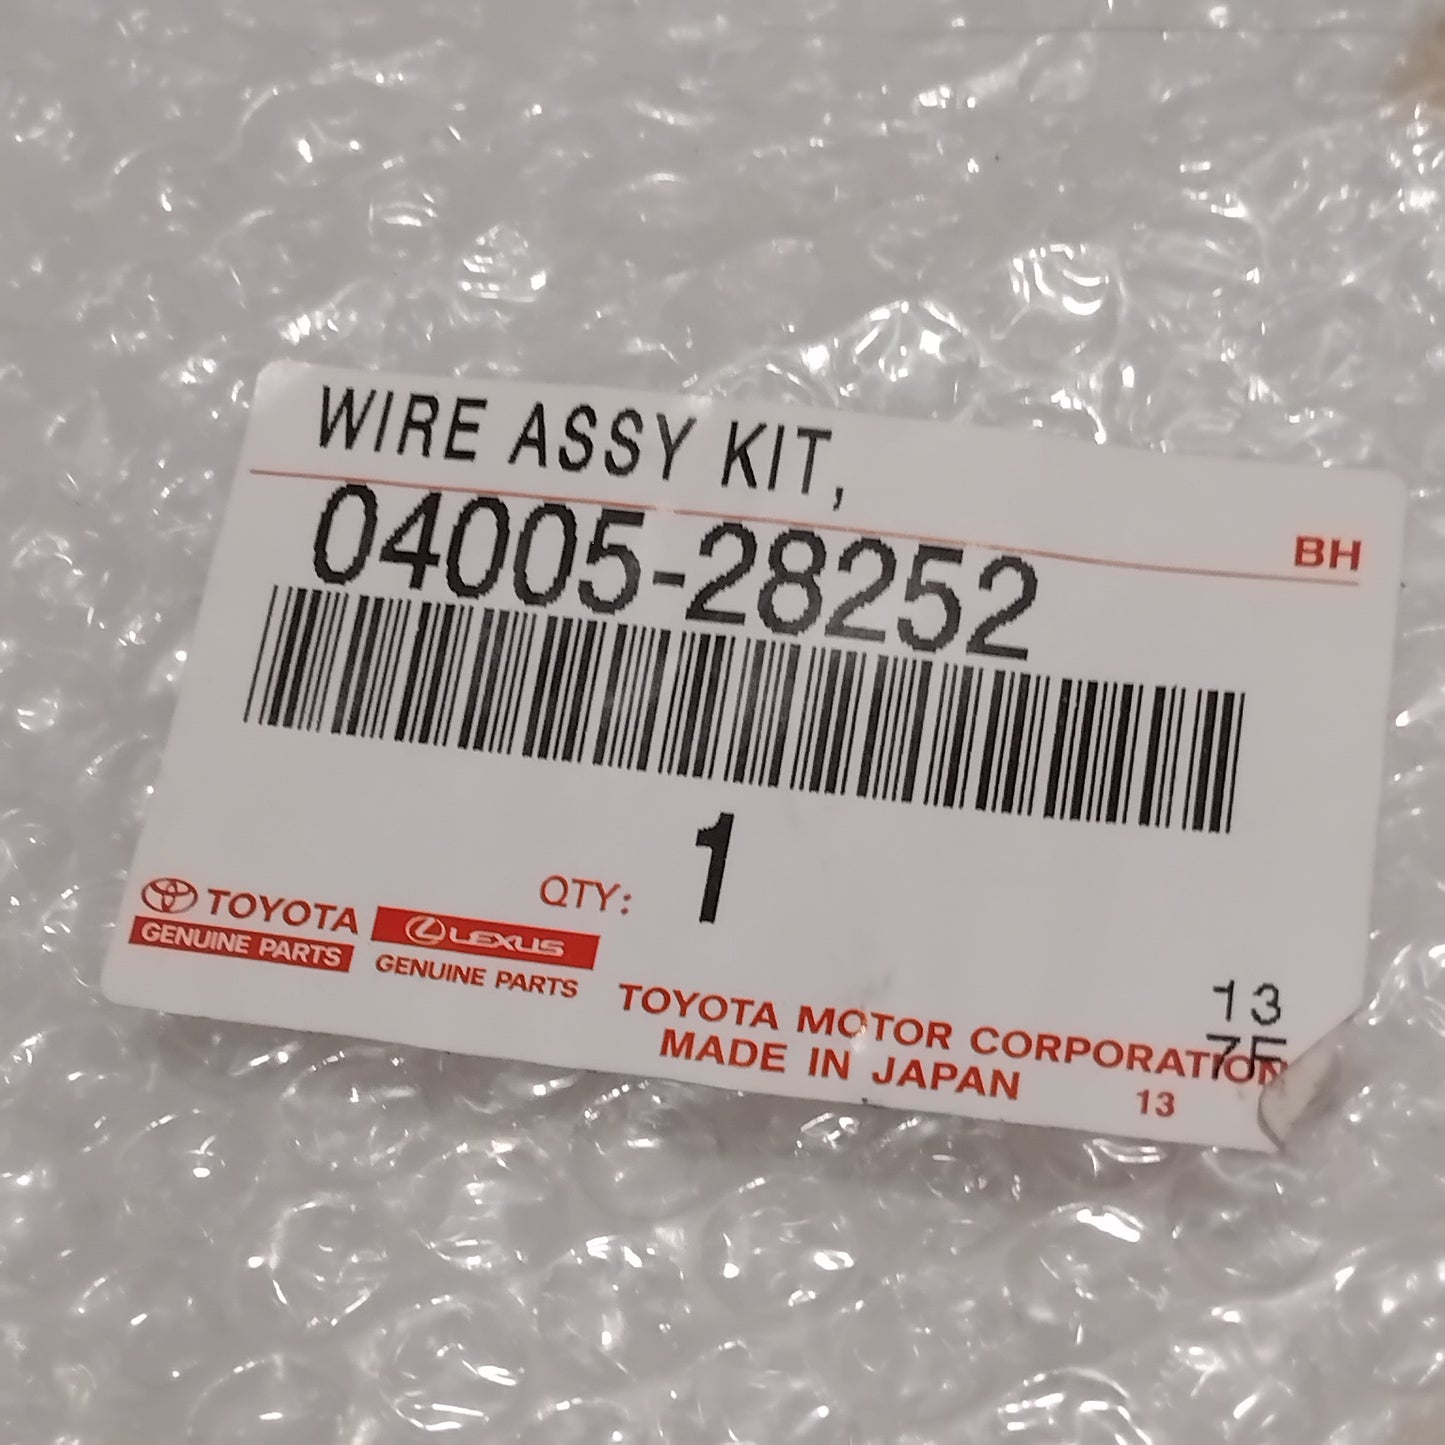 WIRE ASSY KIT,
BH
04005-28252
QTY: 1
TOYOTA
GENUINE PARTS
LEXUS
GENUINE PARTS
13
TOYOTA MOTOR CORPORATION
MADE IN JAPAN
13